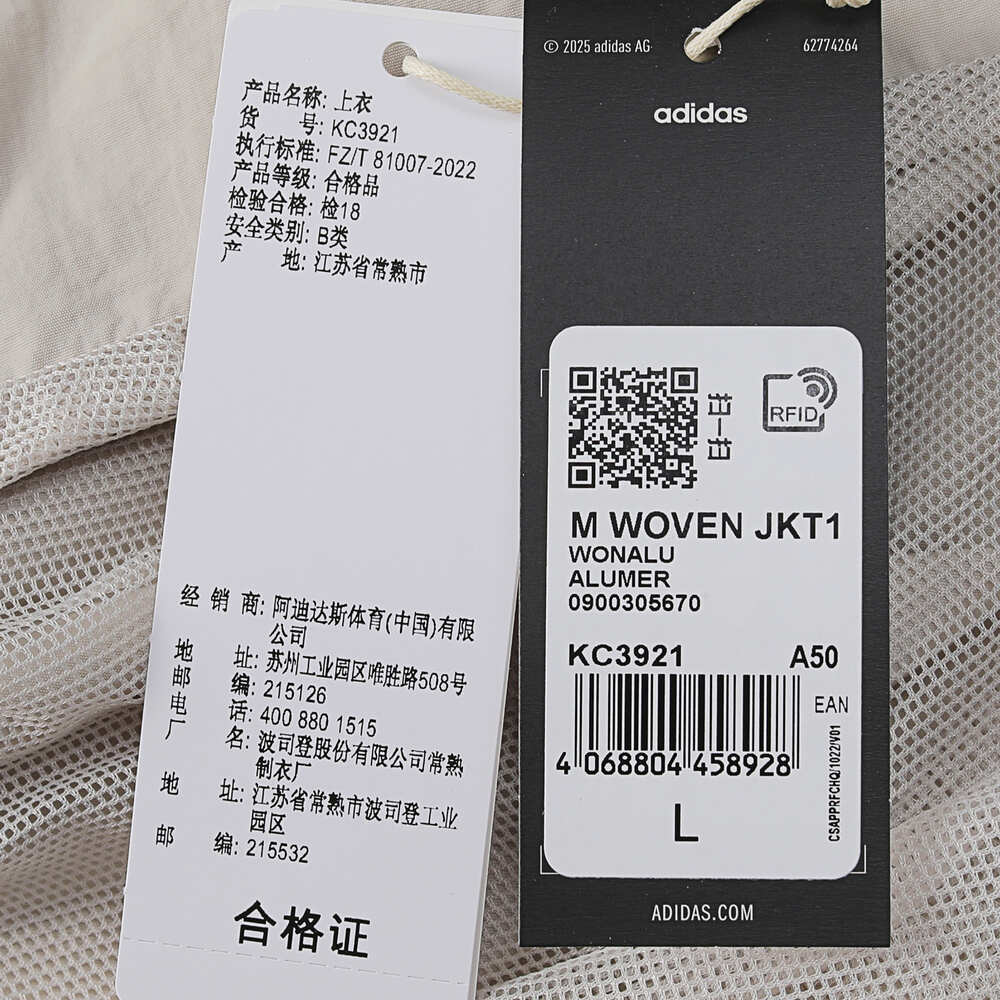 产品名称: 上衣
货 号: KC3921
执行标准: FZ/T 81007-2022
产品等级: 合格品
检验合格: 检18
安全类别: B类
产 地: 江苏省常熟市
经 销 商: 阿迪达斯体育(中国)有限
公司
地 址: 苏州工业园区唯胜路508号
邮 编: 215126
电 话: 400 880 1515
厂 名: 波司登股份有限公司常熟
制衣厂
地 址: 江苏省常熟市波司登工业
园区
邮 编: 215532
合格证
© 2025 adidas AG
62774264
adidas
扫一扫
RFID
M WOVEN JKT1
WONALU
ALUMER
0900305670
KC3921 A50
EAN
4 068804 458928
CSAPPRFCHQ/1022/V01
L
ADIDAS.COM